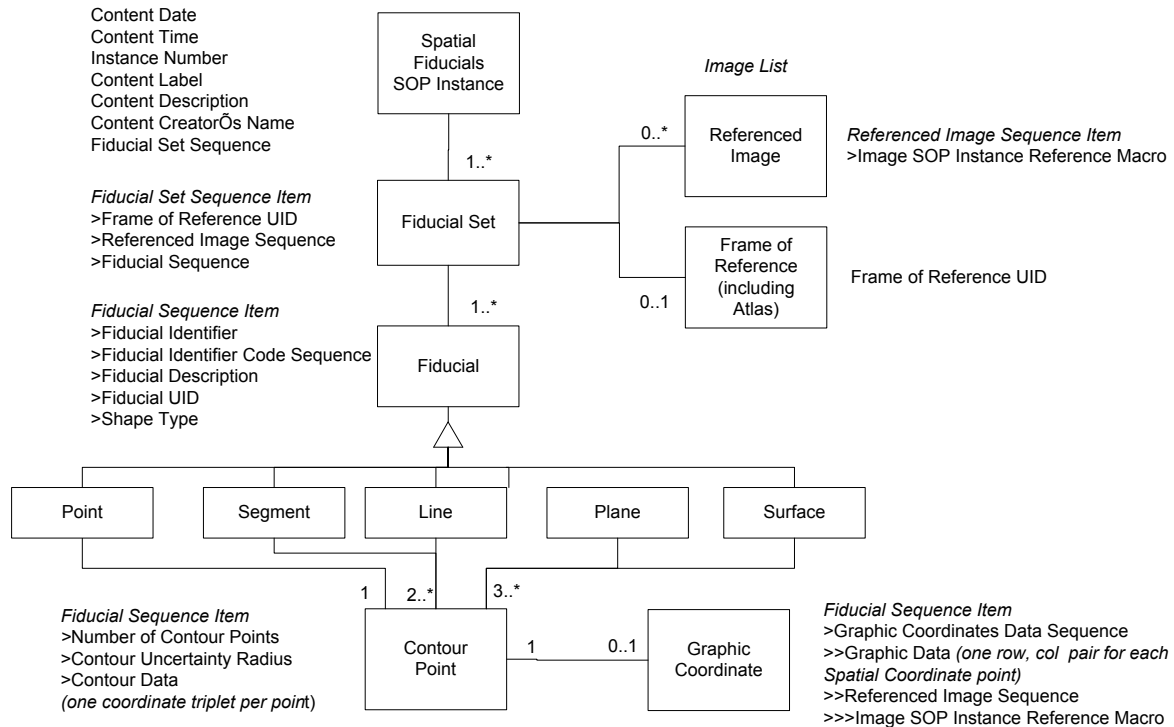 Content Date
Content Time
Instance Number
Content Label
Content Description
Content CreatorÕs Name
Fiducial Set Sequence
Spatial
Fiducials
SOP Instance
Image List
1..*
0..*
Referenced
Image
Referenced Image Sequence Item
>Image SOP Instance Reference Macro
Fiducial Set Sequence Item
>Frame of Reference UID
>Referenced Image Sequence
>Fiducial Sequence
Fiducial Set
Frame of
Reference
(including
Atlas)
0..1
Frame of Reference UID
1..*
Fiducial Sequence Item
>Fiducial Identifier
>Fiducial Identifier Code Sequence
>Fiducial Description
>Fiducial UID
>Shape Type
Fiducial
Point
Segment
Line
Plane
Surface
1
2..*
3..*
Fiducial Sequence Item
>Number of Contour Points
>Contour Uncertainty Radius
>Contour Data
(one coordinate triplet per point)
Contour
Point
1
0..1
Graphic
Coordinate
Fiducial Sequence Item
>Graphic Coordinates Data Sequence
>>Graphic Data (one row, col pair for each
Spatial Coordinate point)
>>Referenced Image Sequence
>>>Image SOP Instance Reference Macro